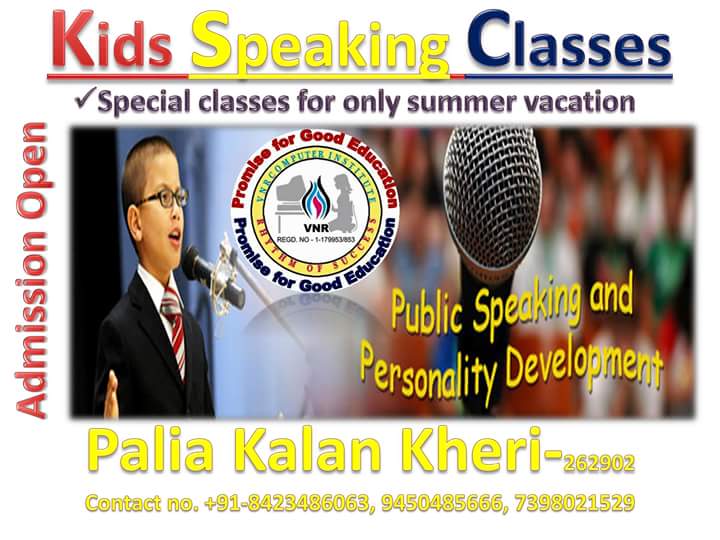 Kids Speaking Classes
✓Special classes for only summer vacation
Admission Open
Promise for Good Education
VNRCOMPUTER INSTITUTE
VNR
REGD. NO - 1-179953/853
RHYTHM OF SUCCESS
Promise for Good Education
Public Speaking and
Personality Development
Palia Kalan Kheri-262902
Contact no. +91-8423486063, 9450485666, 7398021529